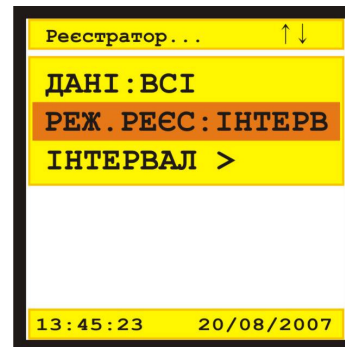 Реєстратор... ↑↓
ДАНІ:ВСІ
РЕЖ.РЕЄС:ІНТЕРВ
ІНТЕРВАЛ >
13:45:23 20/08/2007